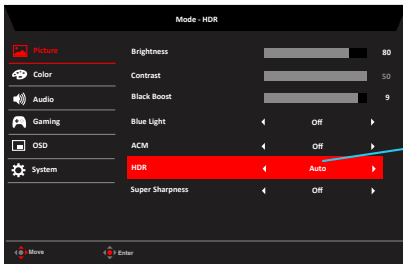 Mode - HDR
Picture
Brightness 80
Color
Contrast 50
Audio
Black Boost 9
Gaming
Blue Light Off
OSD
ACM Off
System
HDR Auto
Super Sharpness Off
Move Enter